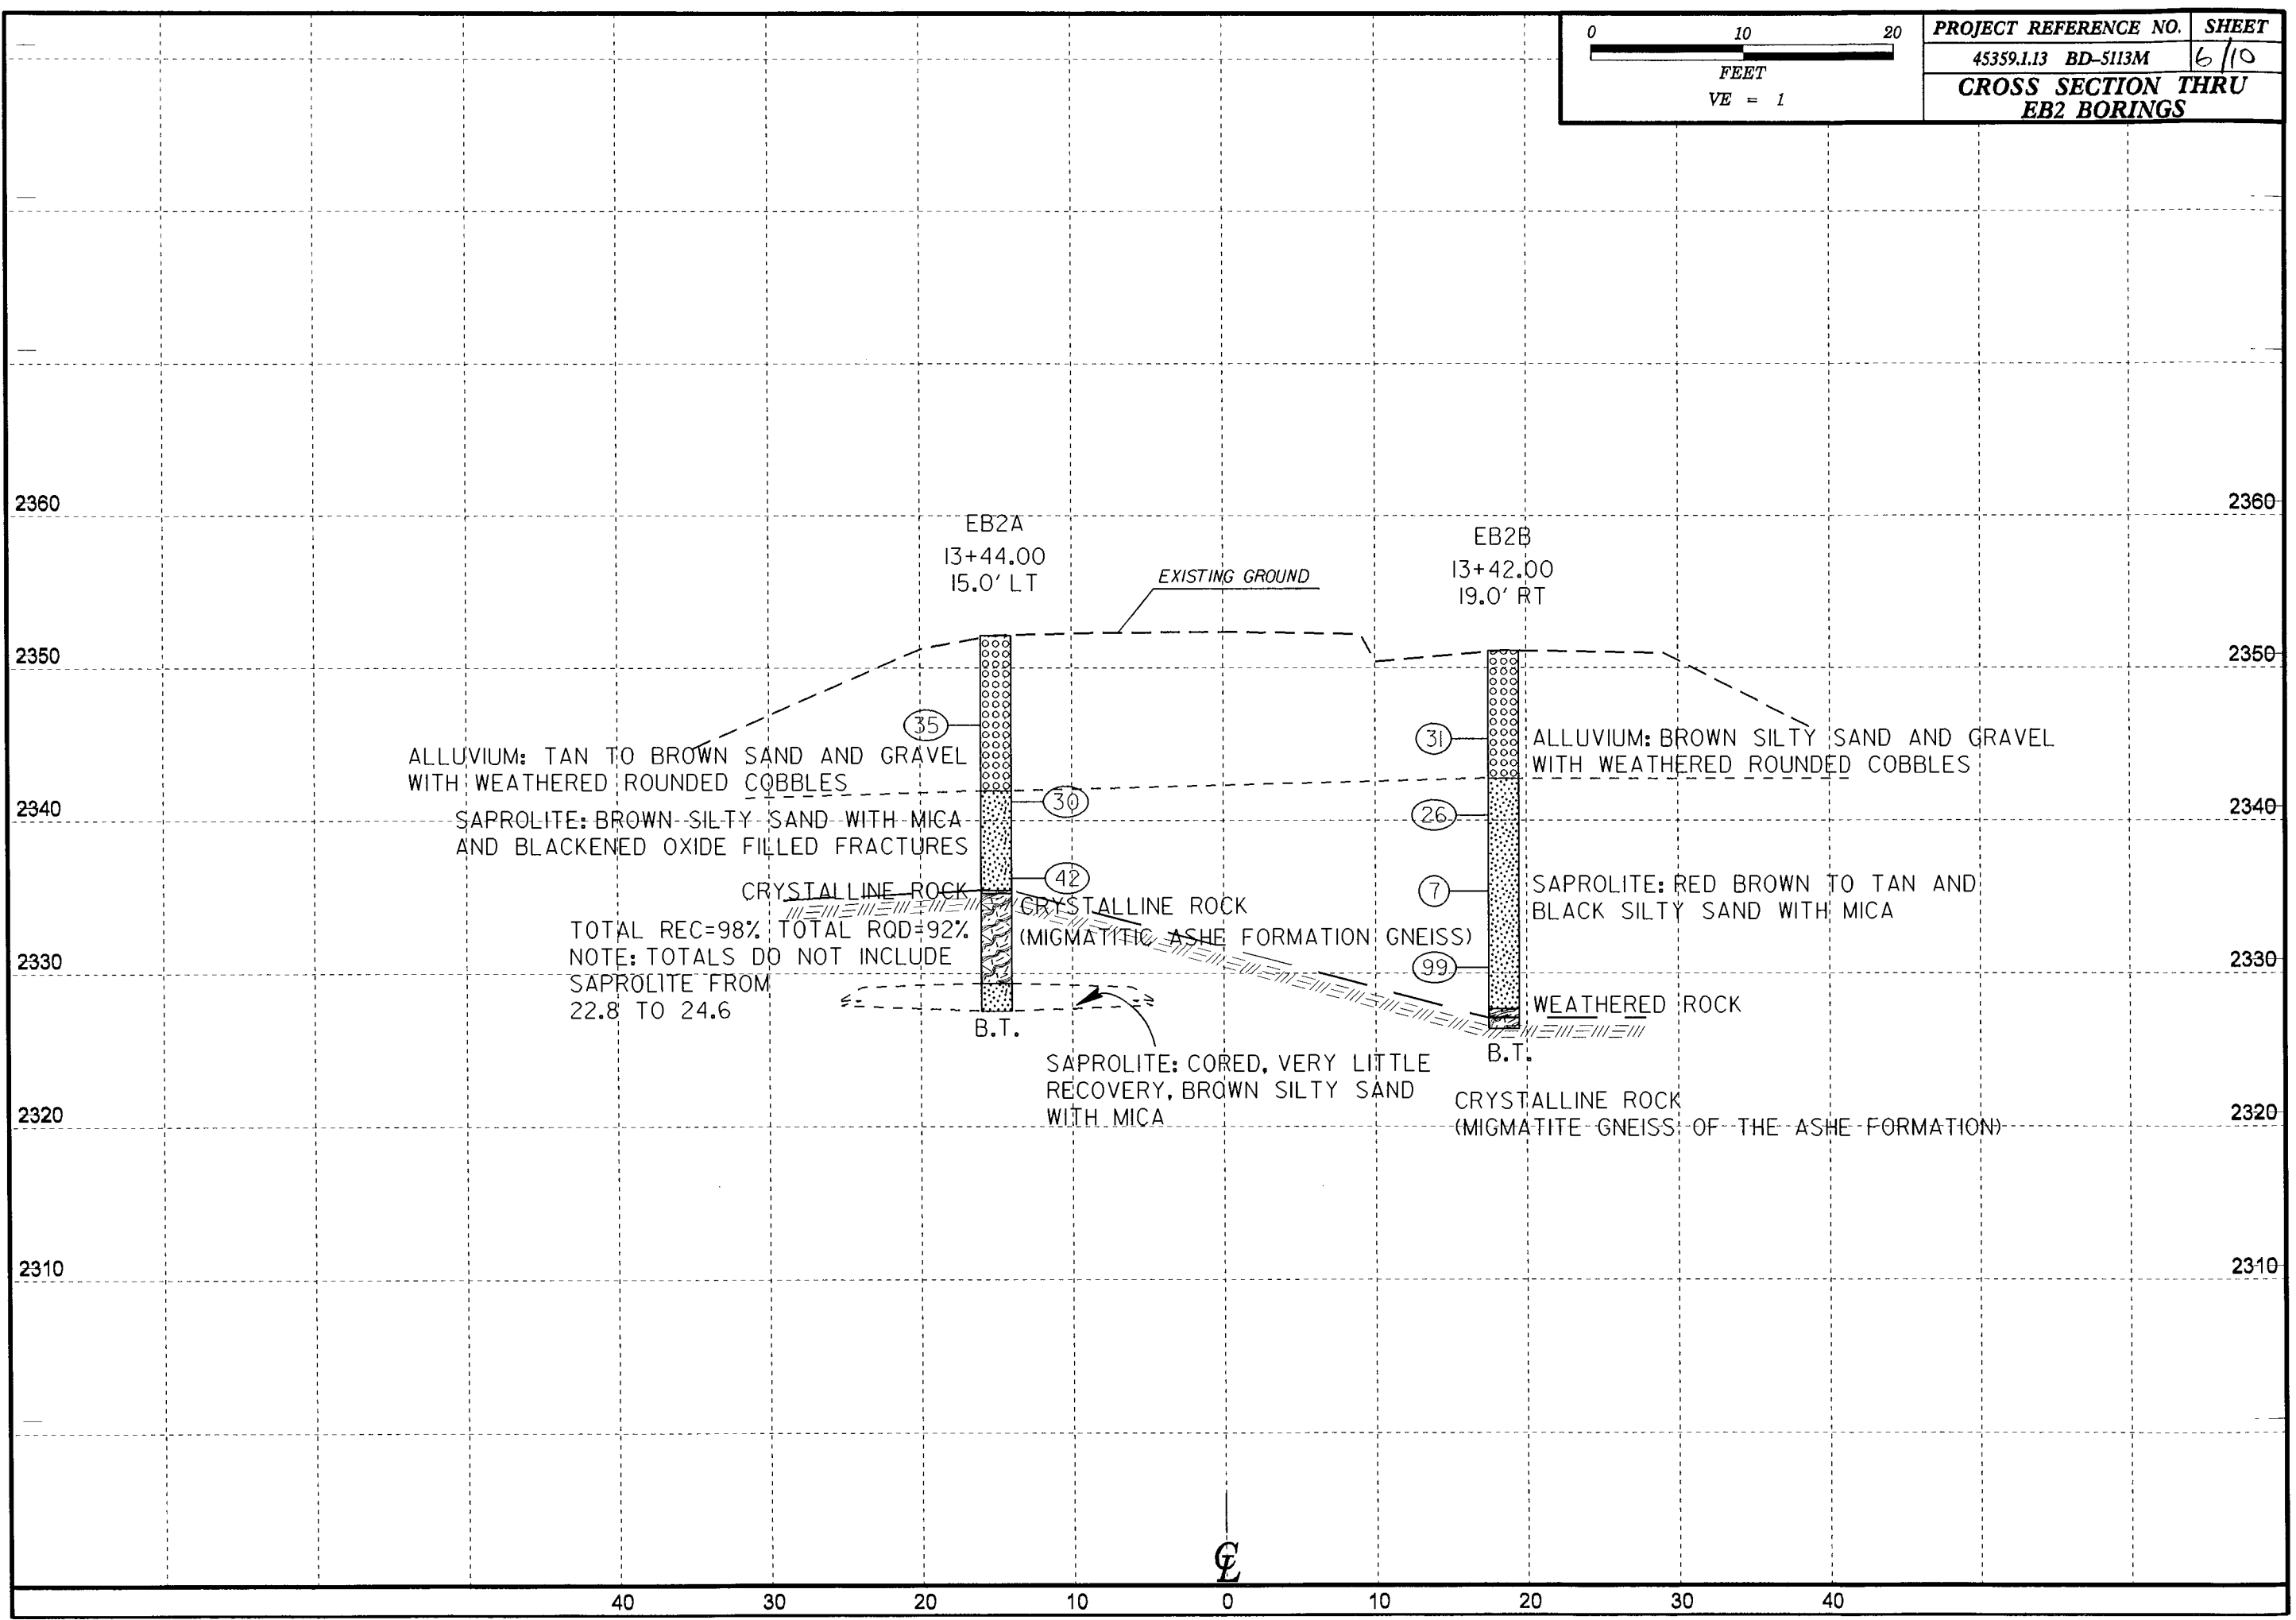 0 10 20
FEET
VE = 1
PROJECT REFERENCE NO.
SHEET
45359.1.13 BD-5113M
6/10
CROSS SECTION THRU
EB2 BORINGS
2360
2360
EB2A
13+44.00
15.0' LT
EXISTING GROUND
EB2B
13+42.00
19.0' RT
2350
2350
35
31
ALLUVIUM: TAN TO BROWN SAND AND GRAVEL
WITH WEATHERED ROUNDED COBBLES
ALLUVIUM: BROWN SILTY SAND AND GRAVEL
WITH WEATHERED ROUNDED COBBLES
2340
30
26
2340
SAPROLITE: BROWN SILTY SAND WITH MICA
AND BLACKENED OXIDE FILLED FRACTURES
42
7
SAPROLITE: RED BROWN TO TAN AND
BLACK SILTY SAND WITH MICA
CRYSTALLINE ROCK
CRYSTALLINE ROCK
(MIGMATITIC ASHE FORMATION GNEISS)
TOTAL REC=98% TOTAL RQD=92%
NOTE: TOTALS DO NOT INCLUDE
SAPROLITE FROM
22.8 TO 24.6
2330
99
2330
WEATHERED ROCK
B.T.
B.T.
SAPROLITE: CORED, VERY LITTLE
RECOVERY, BROWN SILTY SAND
WITH MICA
CRYSTALLINE ROCK
(MIGMATITE GNEISS OF THE ASHE FORMATION)
2320
2320
2310
2310
CL
40 30 20 10 0 10 20 30 40